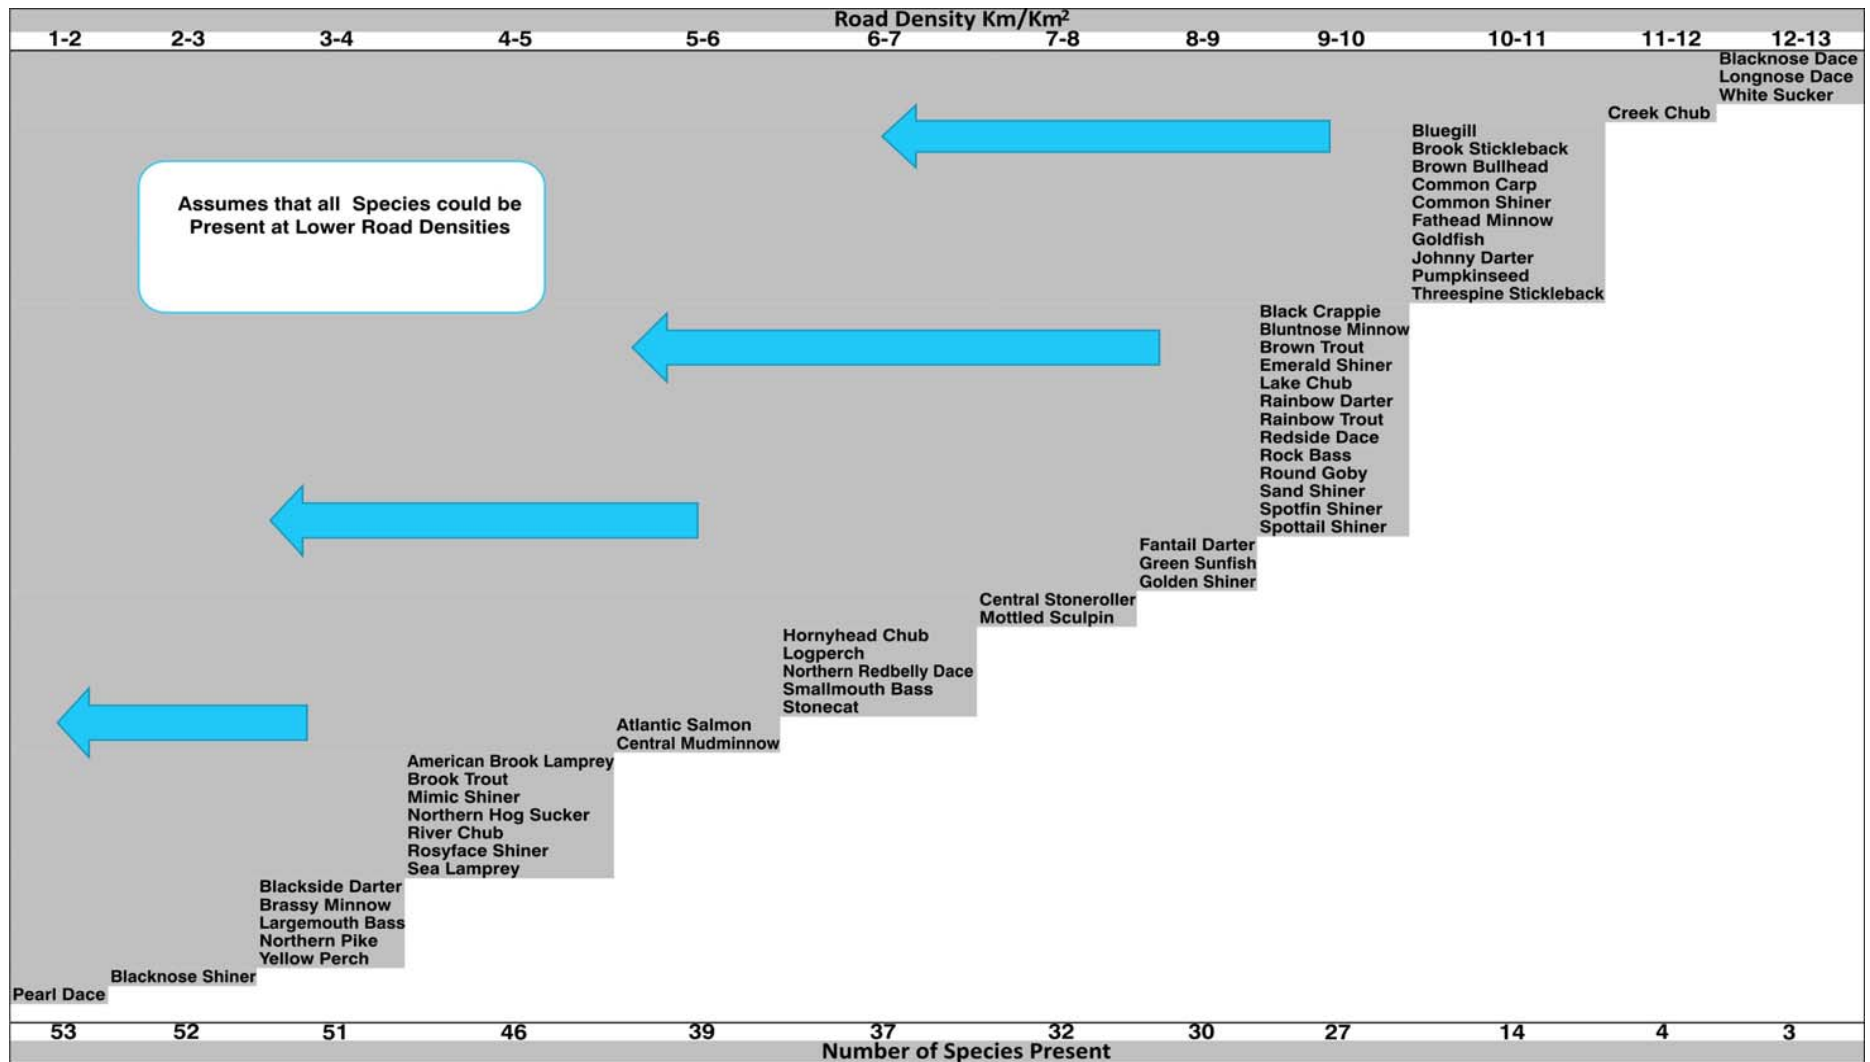 Road Density Km/Km²
1-2 2-3 3-4 4-5 5-6 6-7 7-8 8-9 9-10 10-11 11-12 12-13
Blacknose Dace
Longnose Dace
White Sucker
Creek Chub
Bluegill
Brook Stickleback
Brown Bullhead
Common Carp
Common Shiner
Fathead Minnow
Goldfish
Johnny Darter
Pumpkinseed
Threespine Stickleback
Assumes that all Species could be
Present at Lower Road Densities
Black Crappie
Bluntnose Minnow
Brown Trout
Emerald Shiner
Lake Chub
Rainbow Darter
Rainbow Trout
Redside Dace
Rock Bass
Round Goby
Sand Shiner
Spotfin Shiner
Spottail Shiner
Fantail Darter
Green Sunfish
Golden Shiner
Central Stoneroller
Mottled Sculpin
Hornyhead Chub
Logperch
Northern Redbelly Dace
Smallmouth Bass
Stonecat
Atlantic Salmon
Central Mudminnow
American Brook Lamprey
Brook Trout
Mimic Shiner
Northern Hog Sucker
River Chub
Rosyface Shiner
Sea Lamprey
Blackside Darter
Brassy Minnow
Largemouth Bass
Northern Pike
Yellow Perch
Blacknose Shiner
Pearl Dace
53 52 51 46 39 37 32 30 27 14 4 3
Number of Species Present